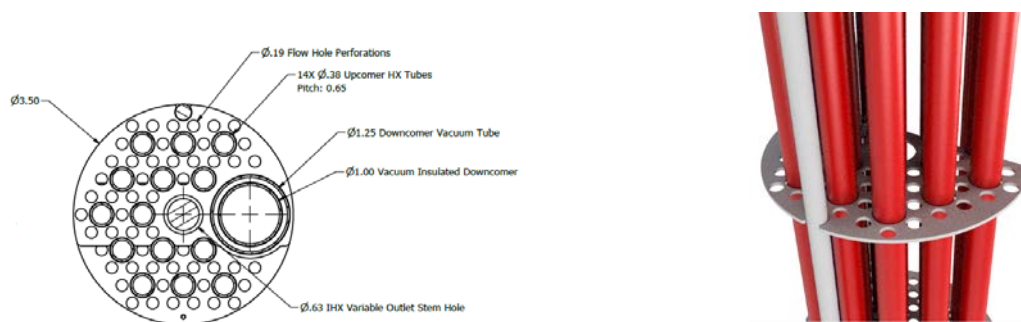 Ø.19 Flow Hole Perforations
14X Ø.38 Upcomer HX Tubes
Pitch: 0.65
Ø3.50
Ø1.25 Downcomer Vacuum Tube
Ø1.00 Vacuum Insulated Downcomer
Ø.63 IHX Variable Outlet Stem Hole